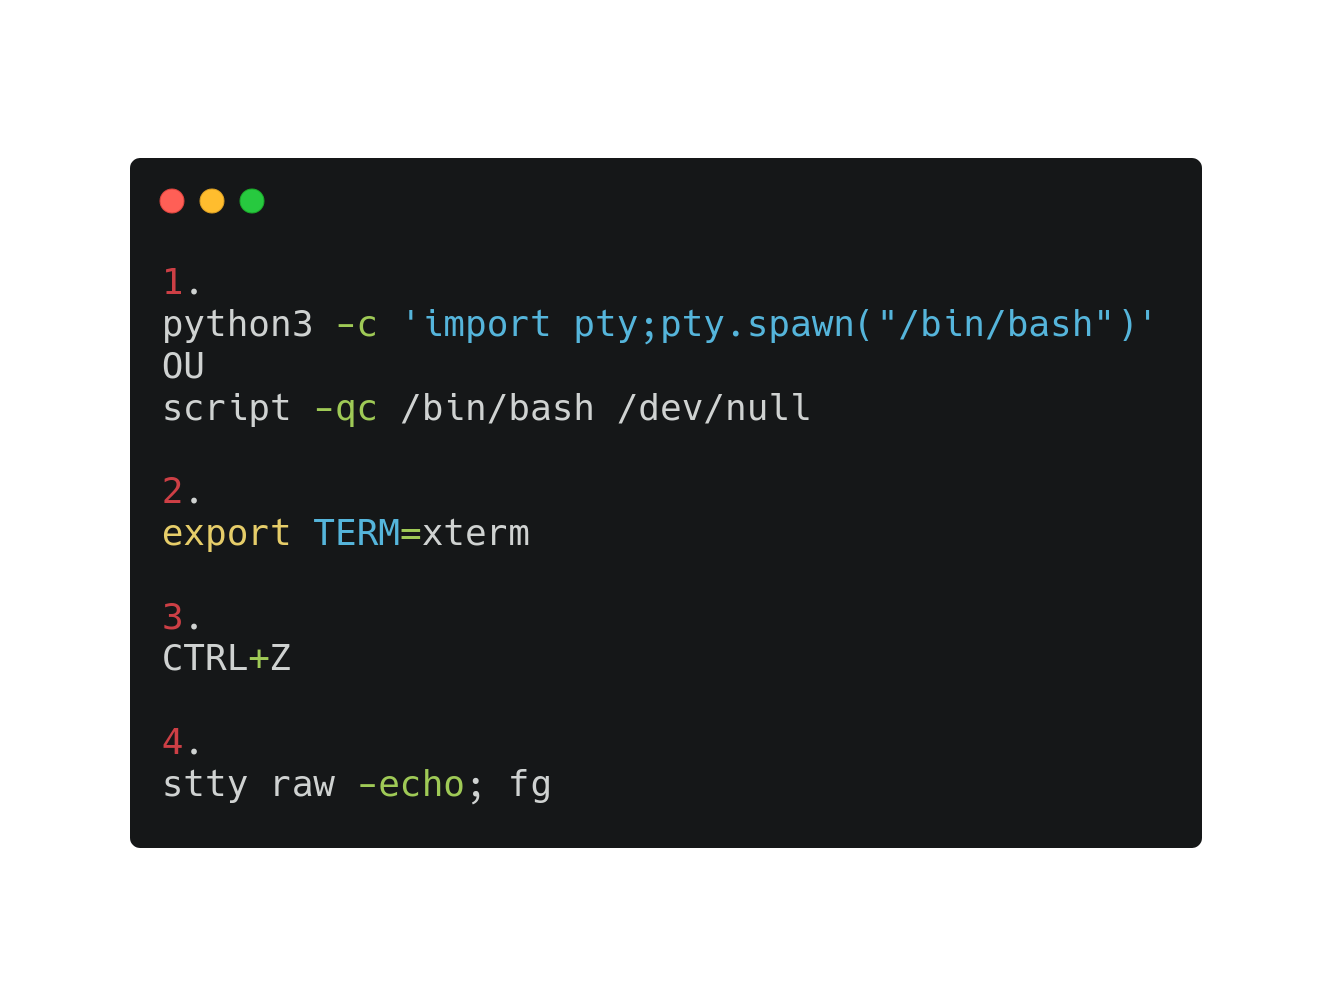 1.
python3 -c 'import pty;pty.spawn("/bin/bash")'
OU
script -qc /bin/bash /dev/null
2.
export TERM=xterm
3.
CTRL+Z
4.
stty raw -echo; fg